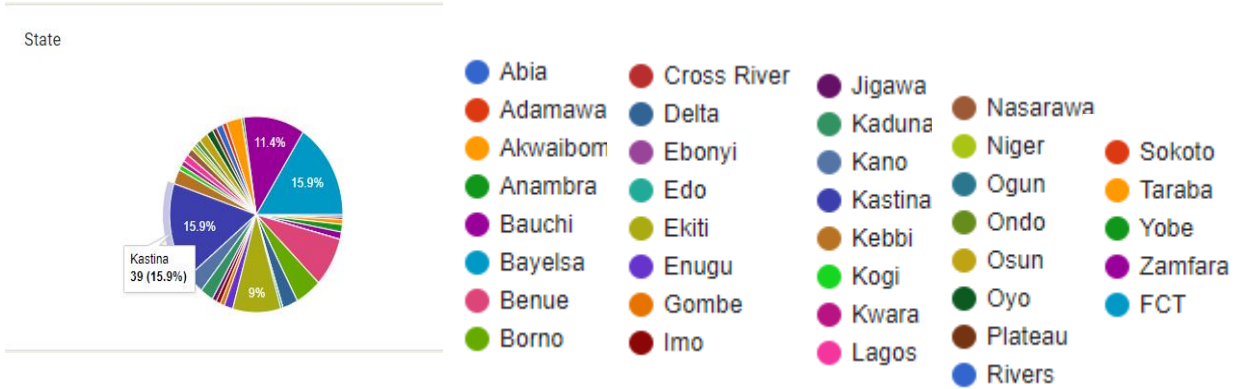 State
11.4%
15.9%
15.9%
Kastina
39 (15.9%)
9%
Abia
Adamawa
Akwaibom
Anambra
Bauchi
Bayelsa
Benue
Borno
Cross River
Delta
Ebonyi
Edo
Ekiti
Enugu
Gombe
Imo
Jigawa
Kaduna
Kano
Kastina
Kebbi
Kogi
Kwara
Lagos
Nasarawa
Niger
Ogun
Ondo
Osun
Oyo
Plateau
Rivers
Sokoto
Taraba
Yobe
Zamfara
FCT